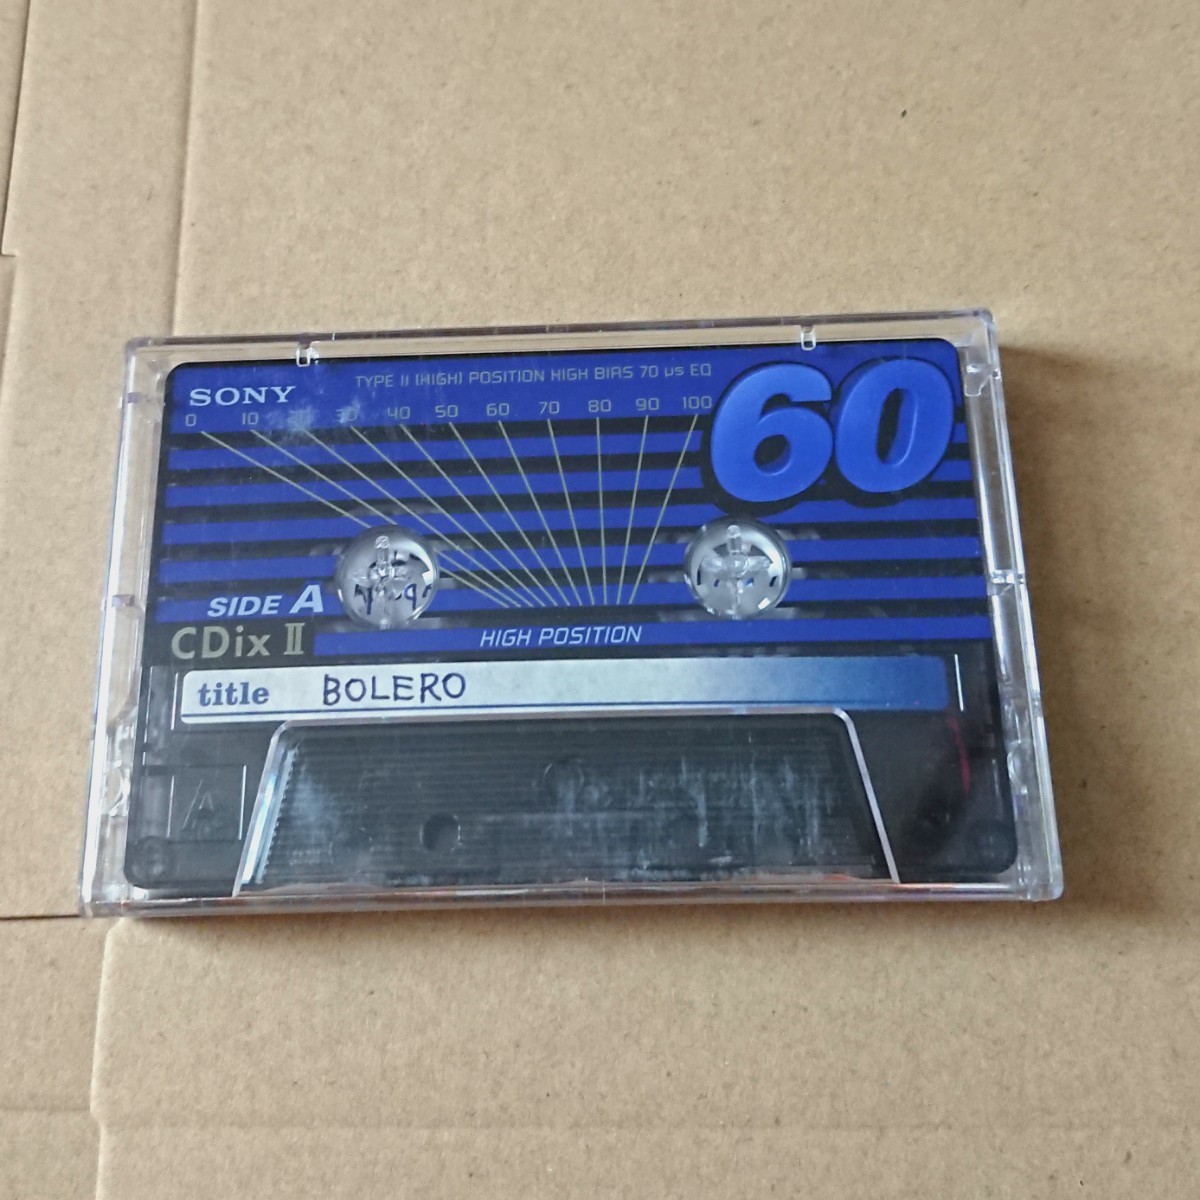 SONY
TYPE II (HIGH) POSITION HIGH BIAS 70 µs EQ
0 10 20 30 40 50 60 70 80 90 100
60
SIDE A
CDix II
HIGH POSITION
title BOLERO
A